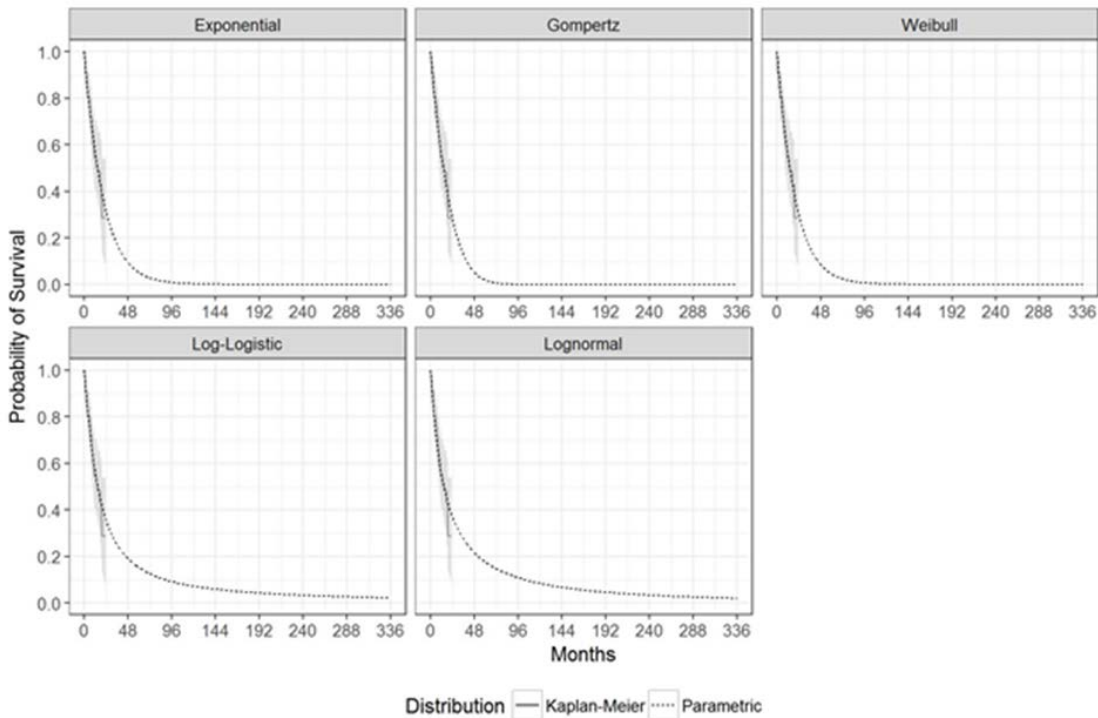 Exponential
Gompertz
Weibull
1.0
0.8
0.6
0.4
0.2
0.0
0 48 96 144 192 240 288 336
0 48 96 144 192 240 288 336
0 48 96 144 192 240 288 336
Log-Logistic
Lognormal
1.0
0.8
0.6
0.4
0.2
0.0
0 48 96 144 192 240 288 336
0 48 96 144 192 240 288 336
Probability of Survival
Months
Distribution Kaplan-Meier Parametric